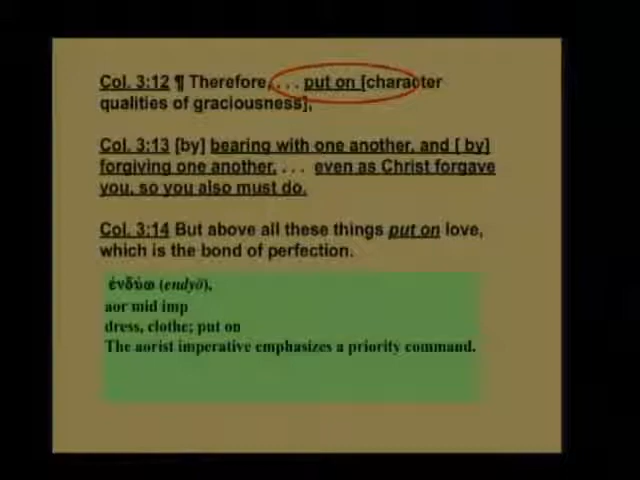 Col. 3:12 ¶ Therefore, . . . put on [character
qualities of graciousness],
Col. 3:13 [by] bearing with one another, and [ by]
forgiving one another, . . . even as Christ forgave
you, so you also must do.
Col. 3:14 But above all these things put on love,
which is the bond of perfection.
ἐνδύω (endyō),
aor mid imp
dress, clothe; put on
The aorist imperative emphasizes a priority command.